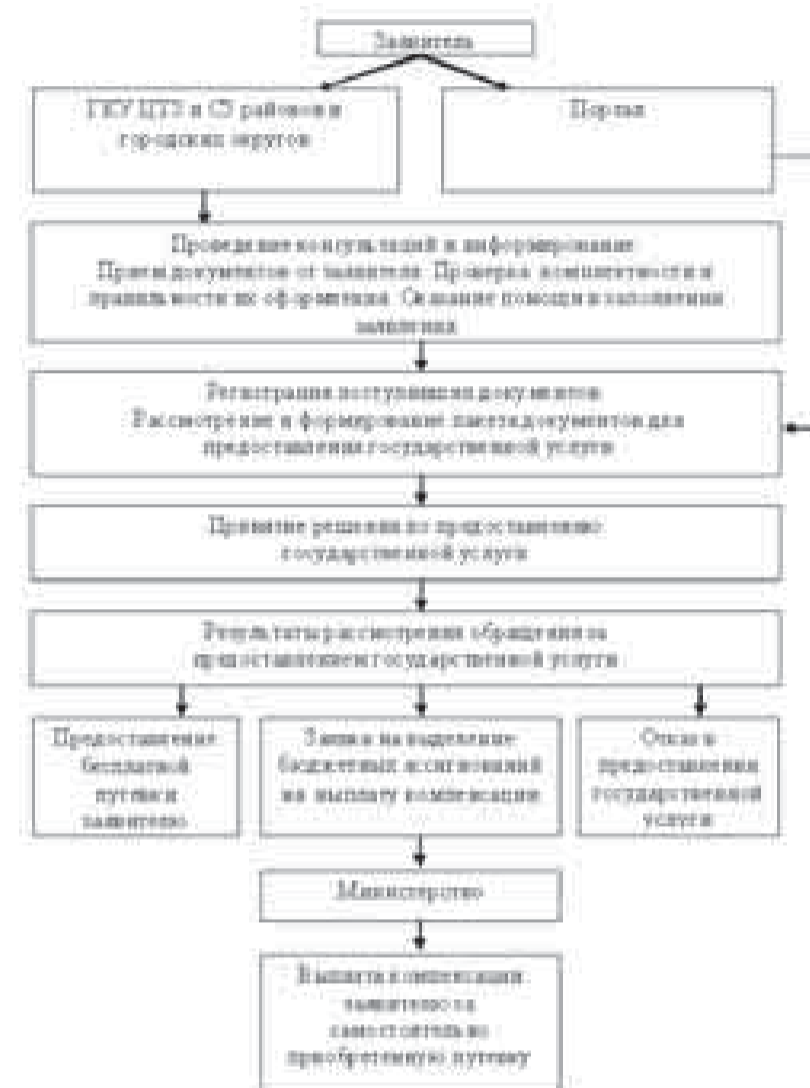 Заявитель
ГКУ ЦТЗ и СЗ районов и
городских округов
Портал
Проведение консультаций и информирование
Прием документов от заявителя. Проверка комплектности и
правильности их оформления. Оказание помощи в заполнении
заявления
Регистрация поступивших документов
Рассмотрение и формирование пакета документов для
предоставления государственной услуги
Принятие решения по предоставлению
государственной услуги
Результаты рассмотрения обращения за
предоставлением государственной услуги
Предоставление
бесплатной
путевки
заявителю
Заявка на выделение
бюджетных ассигнований
на выплату компенсации
Отказ в
предоставлении
государственной
услуги
Министерство
Выплата компенсации
заявителю за
самостоятельно
приобретенную путевку